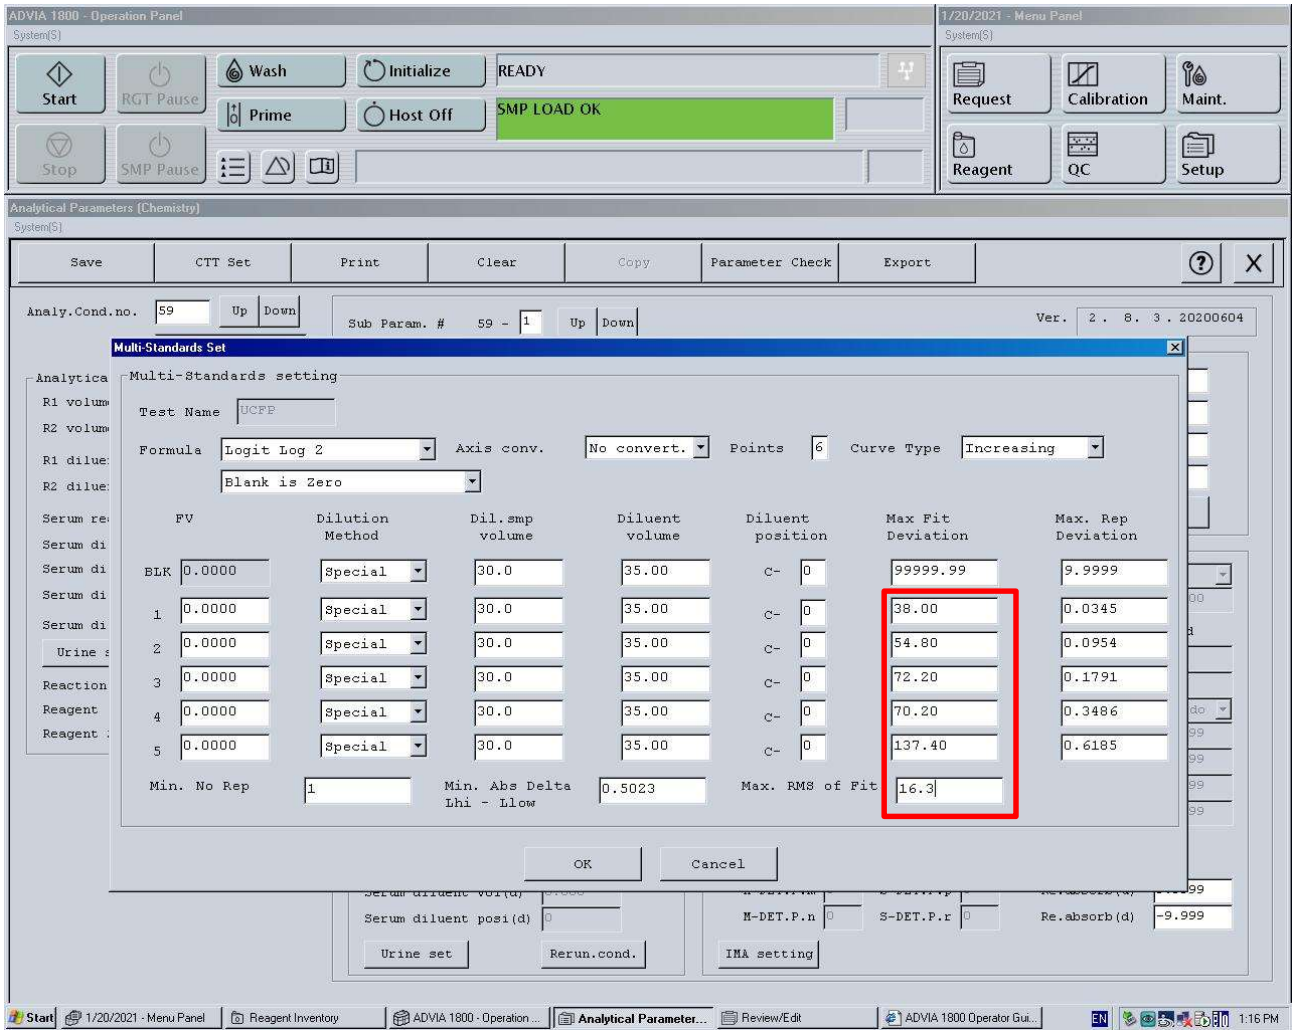 ADVIA 1800 - Operation Panel
System(S)
Start
RGT Pause
Wash
Initialize
READY
Prime
Host Off
SMP LOAD OK
Stop
SMP Pause
1/20/2021 - Menu Panel
System(S)
Request
Calibration
Maint.
Reagent
QC
Setup
Analytical Parameters (Chemistry)
System(S)
Save CTT Set Print Clear Copy Parameter Check Export ? X
Analy.Cond.no. 59 Up Down
Sub Param. # 59 - 1 Up Down
Ver. 2 . 8. 3 . 20200604
Multi-Standards Set
Analytica
R1 volum
R2 volum
R1 dilue
R2 dilue
Serum re
Serum di
Serum di
Serum di
Serum di
Urine s
Reaction
Reagent
Reagent
Multi-Standards setting
Test Name UCFP
Formula Logit Log 2 Axis conv. No convert. Points 6 Curve Type Increasing
Blank is Zero
FV Dilution Method Dil.smp volume Diluent volume Diluent position Max Fit Deviation Max. Rep Deviation
BLK 0.0000 Special 30.0 35.00 C- 0 99999.99 9.9999
1 0.0000 Special 30.0 35.00 C- 0 38.00 0.0345
2 0.0000 Special 30.0 35.00 C- 0 54.80 0.0954
3 0.0000 Special 30.0 35.00 C- 0 72.20 0.1791
4 0.0000 Special 30.0 35.00 C- 0 70.20 0.3486
5 0.0000 Special 30.0 35.00 C- 0 137.40 0.6185
Min. No Rep 1 Min. Abs Delta Lhi - Llow 0.5023 Max. RMS of Fit 16.3
OK Cancel
do
99
99
99
99
Serum diluent vol(d)
Serum diluent posi(d) 0 M-DET.P.n 0 S-DET.P.r 0 Re.absorb(d) -9.999
Urine set Rerun.cond. IMA setting
Start 1/20/2021 - Menu Panel Reagent Inventory ADVIA 1800 - Operation ... Analytical Parameter... Review/Edit ADVIA 1800 Operator Gui... EN 1:16 PM